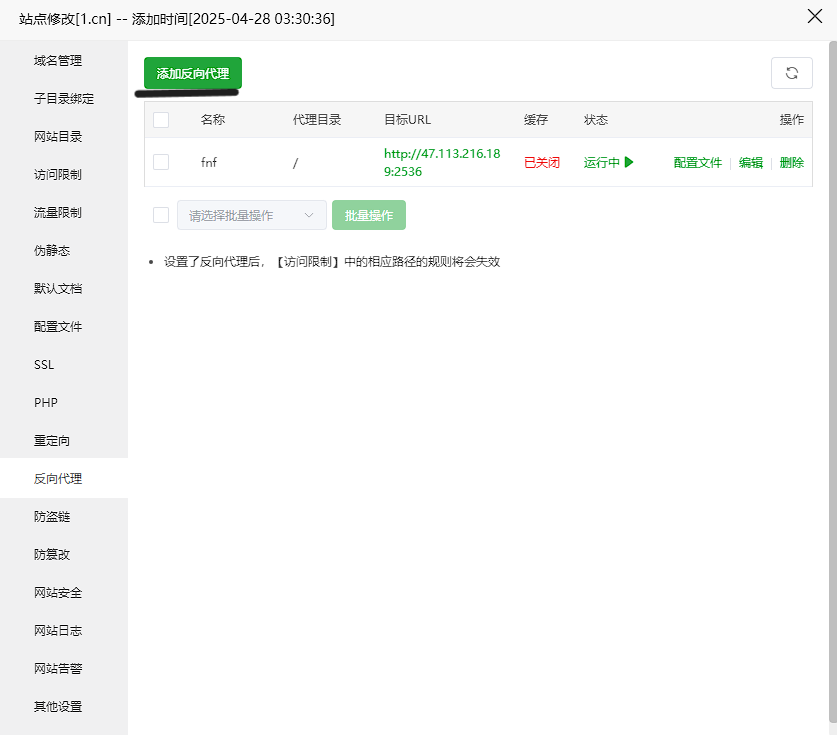 站点修改[1.cn] -- 添加时间[2025-04-28 03:30:36]
域名管理
子目录绑定
网站目录
访问限制
流量限制
伪静态
默认文档
配置文件
SSL
PHP
重定向
反向代理
防盗链
防篡改
网站安全
网站日志
网站告警
其他设置
添加反向代理
名称 代理目录 目标URL 缓存 状态 操作
fnf / http://47.113.216.18 已关闭 运行中 配置文件 | 编辑 | 删除
9:2536
请选择批量操作 批量操作
• 设置了反向代理后，【访问限制】中的相应路径的规则将会失效